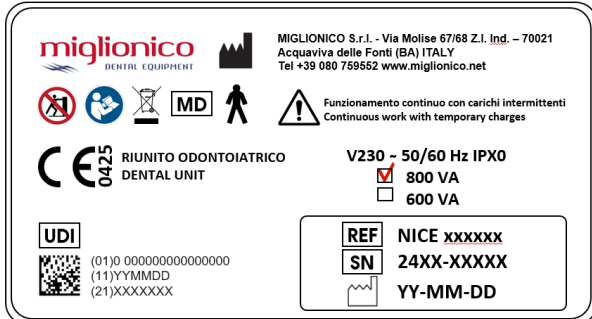 miglionico
DENTAL EQUIPMENT
MIGLIONICO S.r.l. - Via Molise 67/68 Z.I. Ind. – 70021
Acquaviva delle Fonti (BA) ITALY
Tel +39 080 759552 www.miglionico.net
MD
Funzionamento continuo con carichi intermittenti
Continuous work with temporary charges
CE 0425
RIUNITO ODONTOIATRICO
DENTAL UNIT
V230 ~ 50/60 Hz IPX0
800 VA
600 VA
UDI
(01)0 000000000000000
(11)YYMMDD
(21)XXXXXXX
REF NICE xxxxxx
SN 24XX-XXXXX
YY-MM-DD